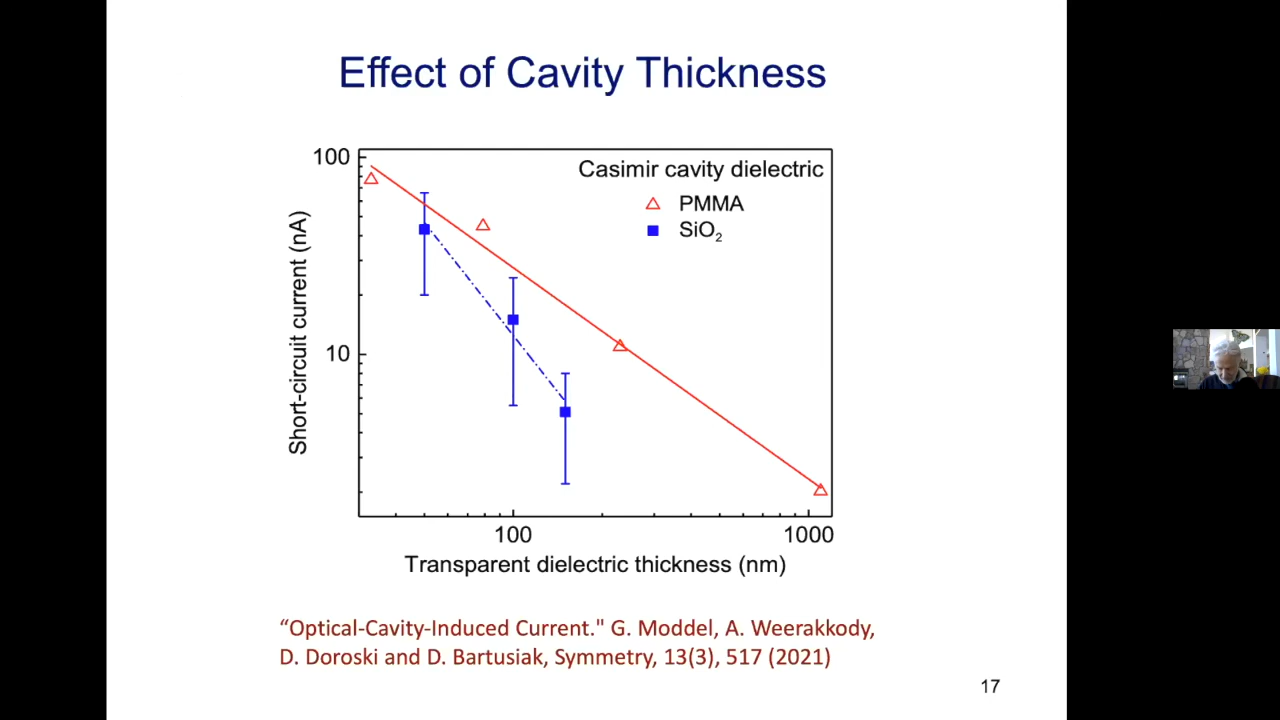 Effect of Cavity Thickness
100
10
Short-circuit current (nA)
Casimir cavity dielectric
PMMA
SiO₂
100
1000
Transparent dielectric thickness (nm)
“Optical-Cavity-Induced Current." G. Moddel, A. Weerakkody,
D. Doroski and D. Bartusiak, Symmetry, 13(3), 517 (2021)
17